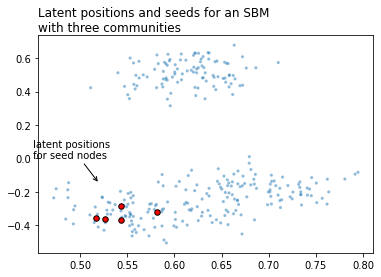 Latent positions and seeds for an SBM
with three communities
0.6
0.4
0.2
0.0
−0.2
−0.4
latent positions
for seed nodes
0.50 0.55 0.60 0.65 0.70 0.75 0.80